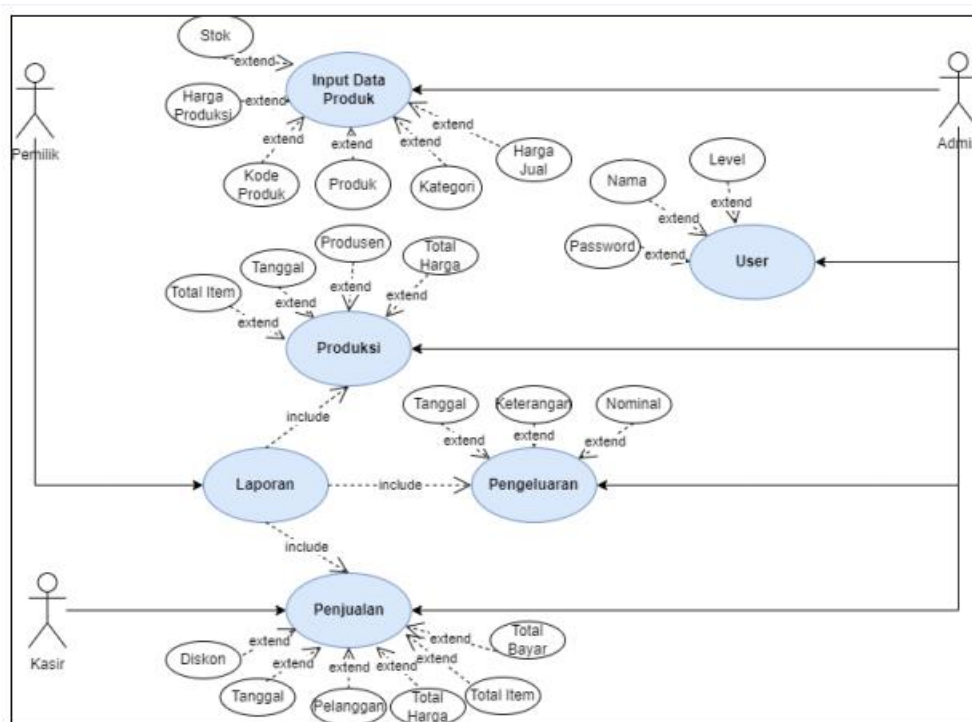 Stok
extend
Input Data
Produk
Harga
Produksi
extend
extend
extend
extend
extend
Kode
Produk
Produk
Kategori
Harga
Jual
Pemilik
Admi
Level
Nama
extend
extend
Password
extend
User
Produsen
Tanggal
Total
Harga
Total Item
extend
extend
extend
extend
Produksi
include
Tanggal
Keterangan
Nominal
extend
extend
extend
Laporan
include
Pengeluaran
include
Penjualan
Kasir
Diskon
extend
extend
extend
extend
extend
extend
Total
Bayar
Tanggal
Pelanggan
Total
Harga
Total Item